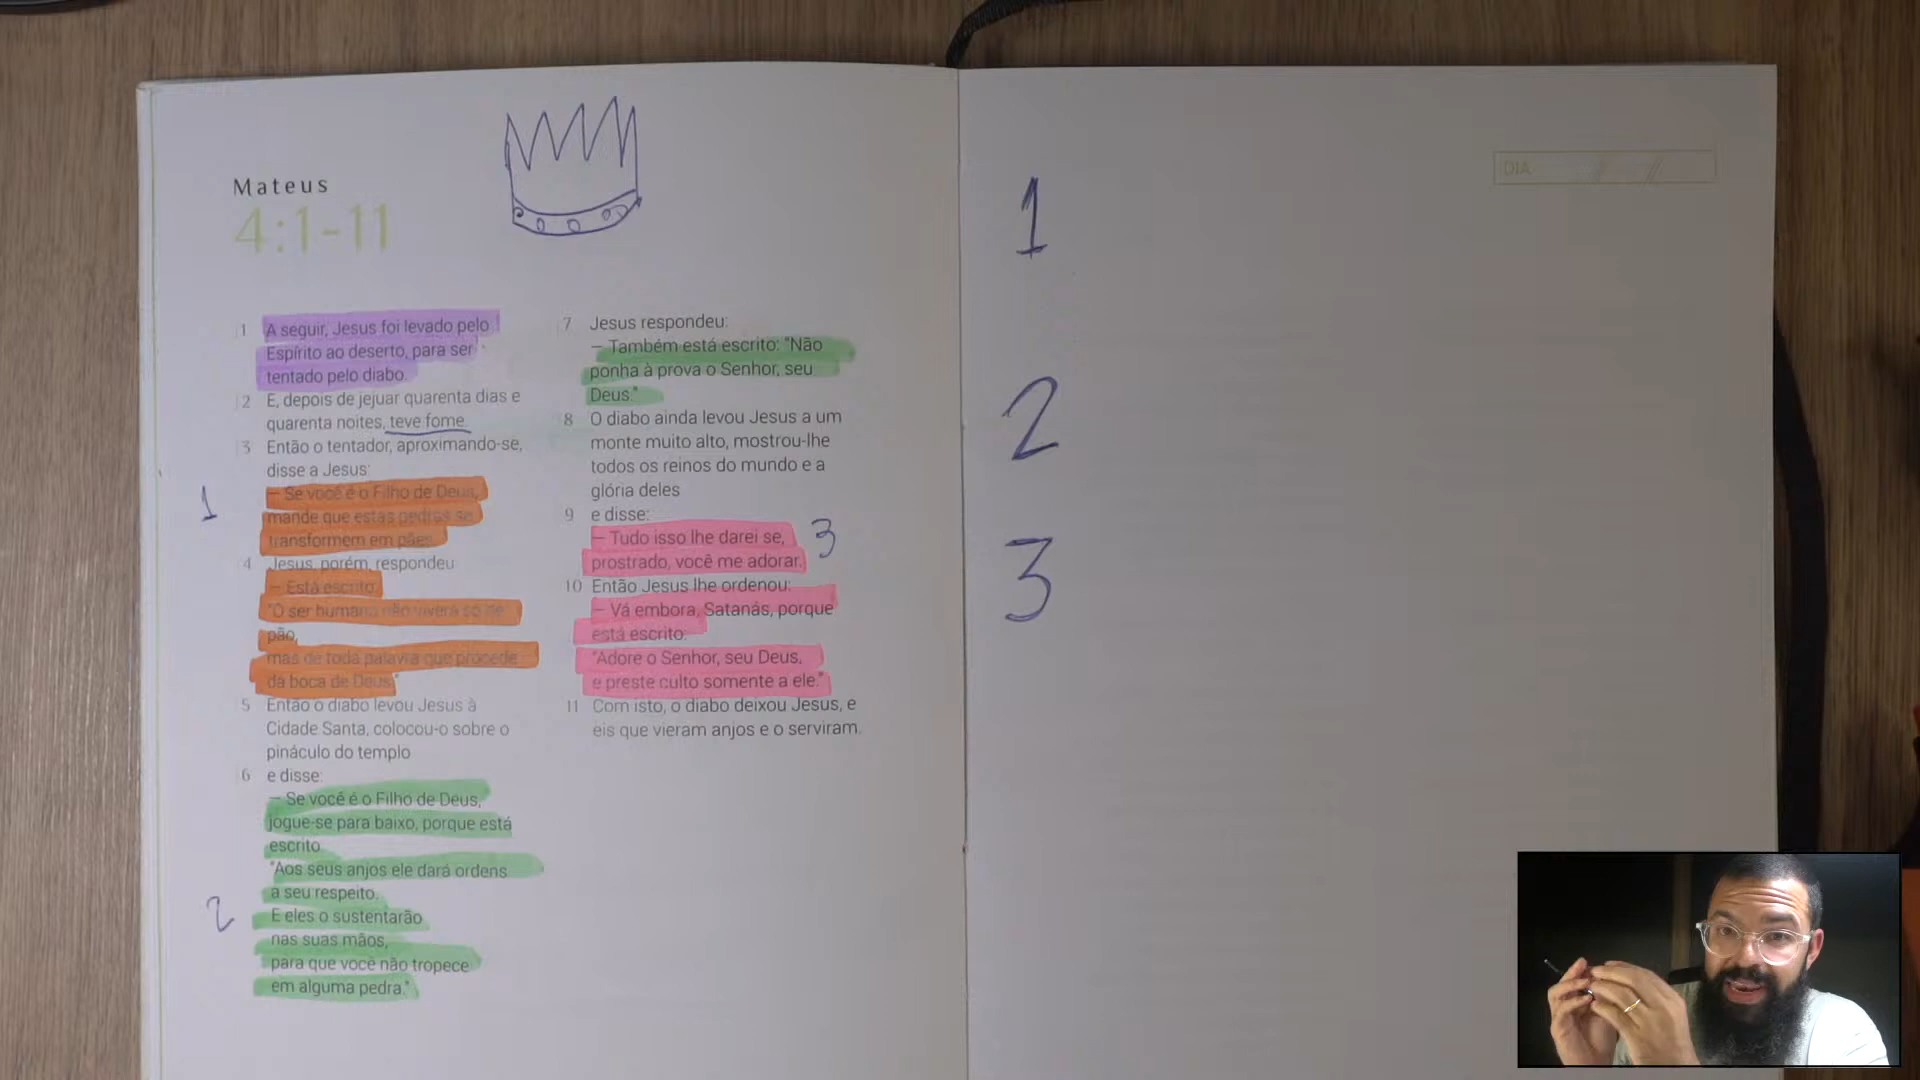 Mateus
4:1-11
1 A seguir, Jesus foi levado pelo
Espírito ao deserto, para ser
tentado pelo diabo.
2 E, depois de jejuar quarenta dias e
quarenta noites, teve fome.
3 Então o tentador, aproximando-se,
disse a Jesus:
1
— Se você é o Filho de Deus,
mande que estas pedras se
transformem em pães.
4 Jesus, porém, respondeu
— Está escrito:
"O ser humano não viverá só de
pão,
mas de toda palavra que procede
da boca de Deus."
5 Então o diabo levou Jesus à
Cidade Santa, colocou-o sobre o
pináculo do templo
6 e disse:
— Se você é o Filho de Deus,
jogue-se para baixo, porque está
escrito
"Aos seus anjos ele dará ordens
a seu respeito.
2
E eles o sustentarão
nas suas mãos,
para que você não tropece
em alguma pedra."
7 Jesus respondeu:
— Também está escrito: "Não
ponha à prova o Senhor, seu
Deus."
8 O diabo ainda levou Jesus a um
monte muito alto, mostrou-lhe
todos os reinos do mundo e a
glória deles
9 e disse:
— Tudo isso lhe darei se,
prostrado, você me adorar.
3
10 Então Jesus lhe ordenou:
— Vá embora, Satanás, porque
está escrito:
"Adore o Senhor, seu Deus,
e preste culto somente a ele."
11 Com isto, o diabo deixou Jesus, e
eis que vieram anjos e o serviram.
DIA / /
1
2
3